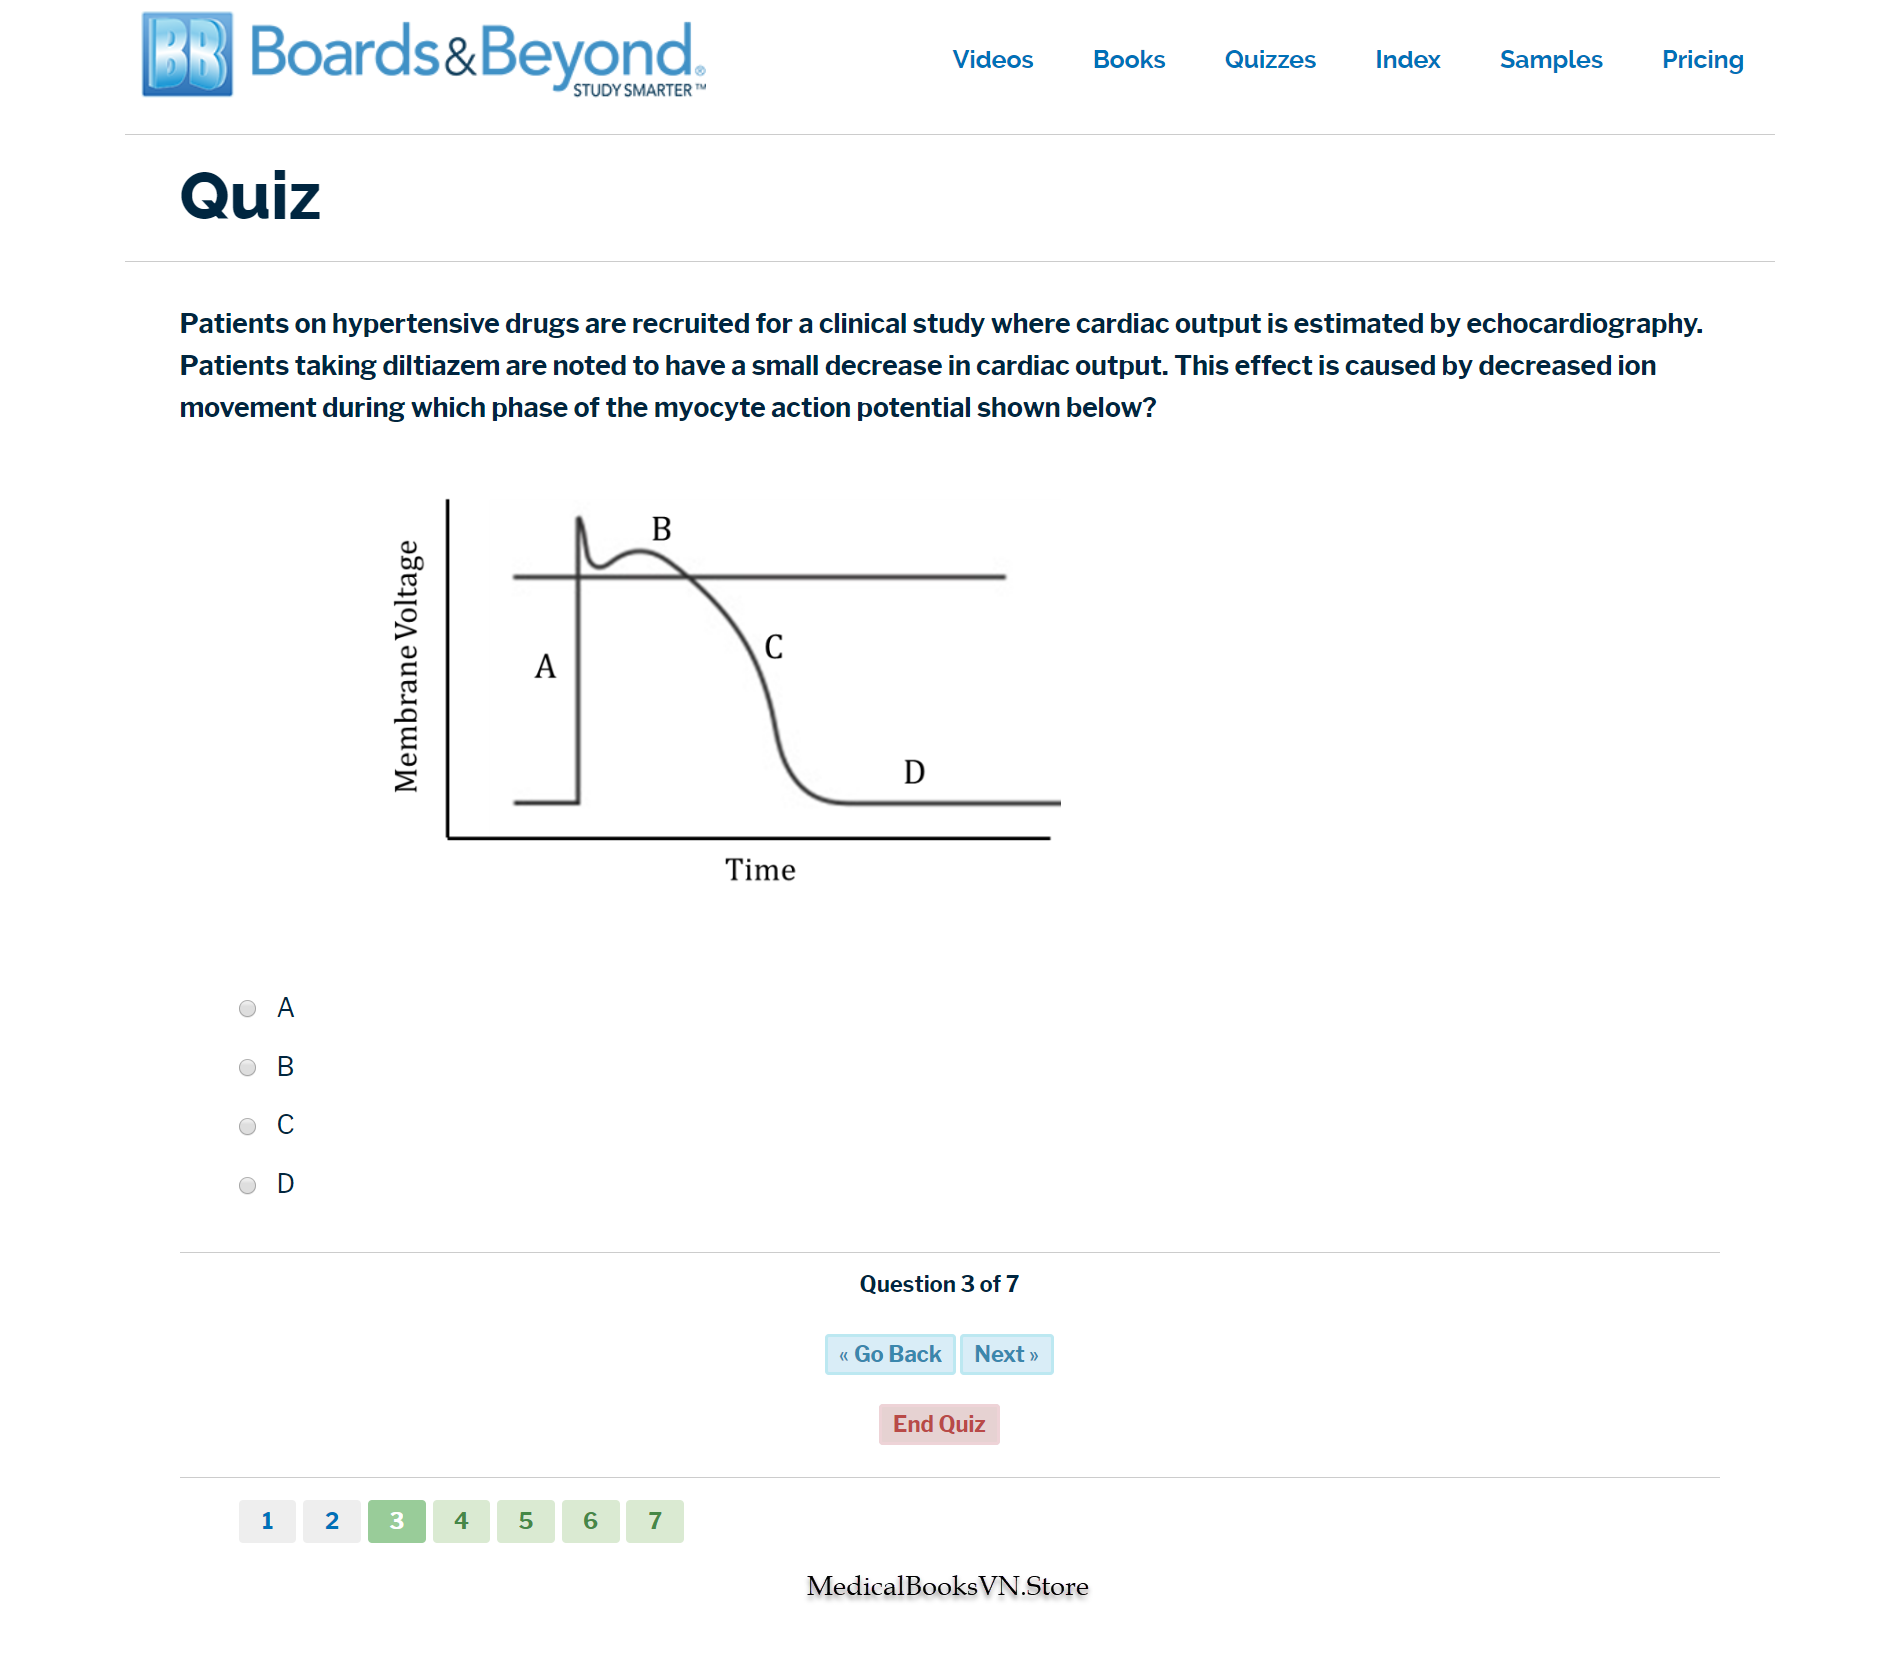 BB Boards&Beyond®
STUDY SMARTER™
Videos Books Quizzes Index Samples Pricing
Quiz
Patients on hypertensive drugs are recruited for a clinical study where cardiac output is estimated by echocardiography.
Patients taking diltiazem are noted to have a small decrease in cardiac output. This effect is caused by decreased ion
movement during which phase of the myocyte action potential shown below?
Membrane Voltage
B
C
A
D
Time
A
B
C
D
Question 3 of 7
« Go Back Next »
End Quiz
1 2 3 4 5 6 7
MedicalBooksVN.Store